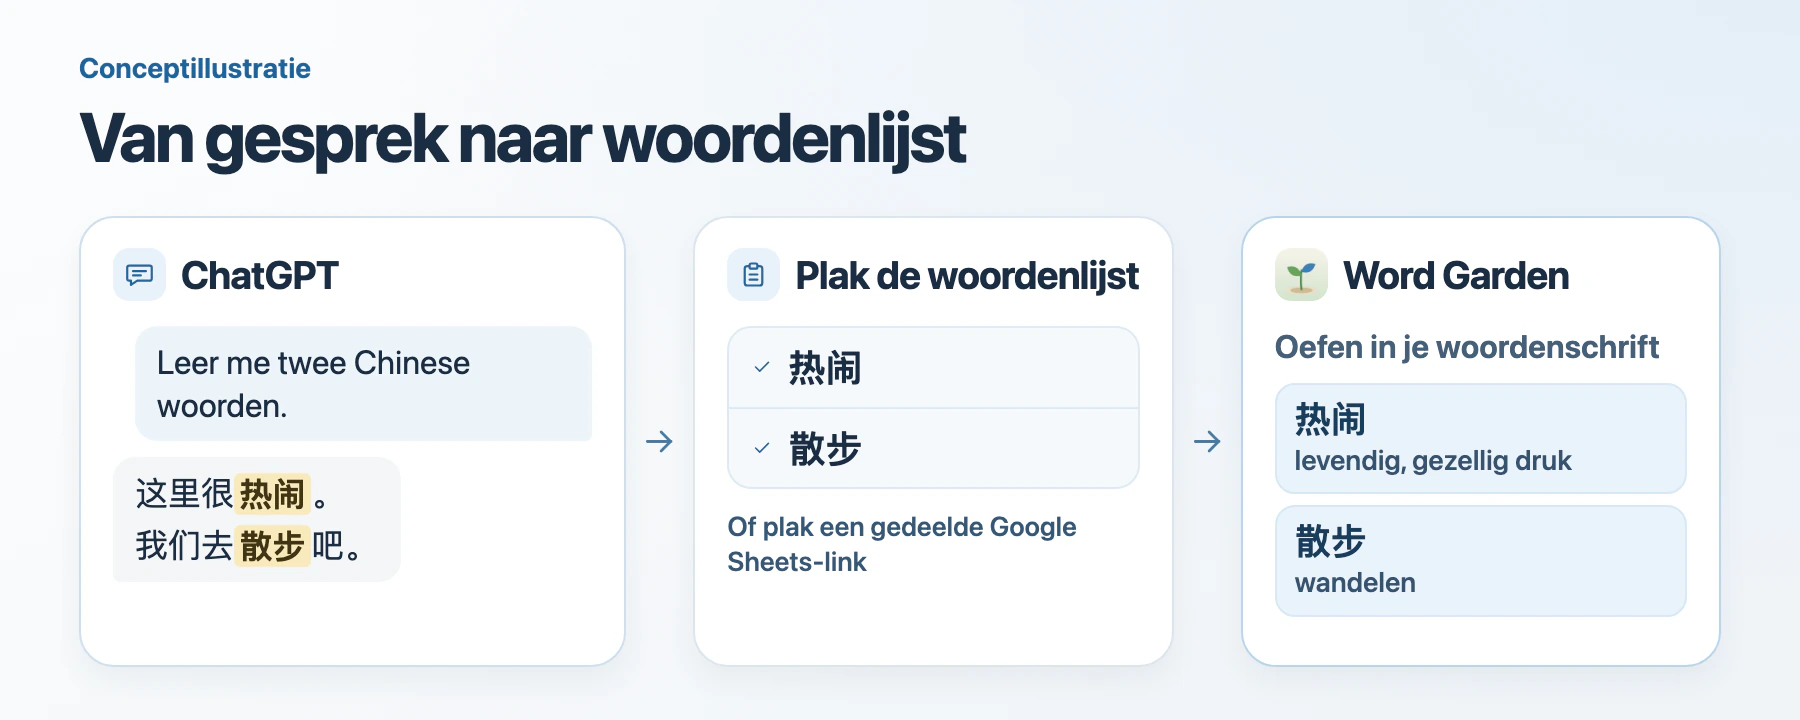 Conceptillustratie
Van gesprek naar woordenlijst
ChatGPT
Leer me twee Chinese
woorden.
这里很热闹。
我们去散步吧。
Plak de woordenlijst
热闹
散步
Of plak een gedeelde Google
Sheets-link
Word Garden
Oefen in je woordenschrift
热闹
levendig, gezellig druk
散步
wandelen